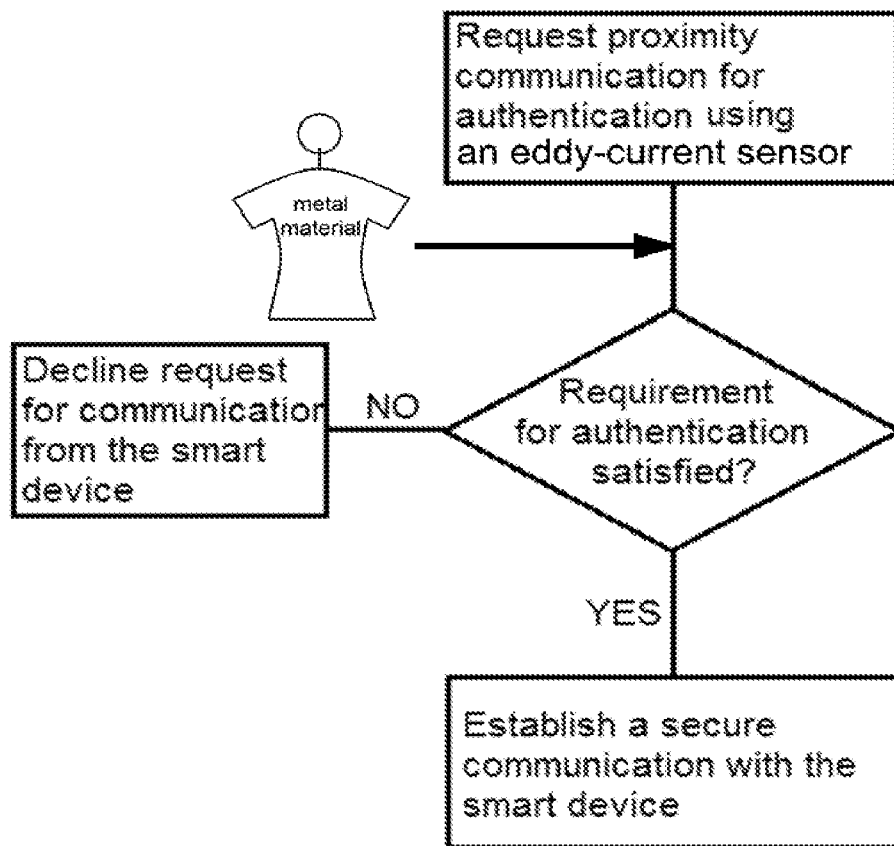 Request proximity
communication for
authentication using
an eddy-current sensor
metal
material
Decline request
for communication
from the smart
device
NO
Requirement
for authentication
satisfied?
YES
Establish a secure
communication with the
smart device